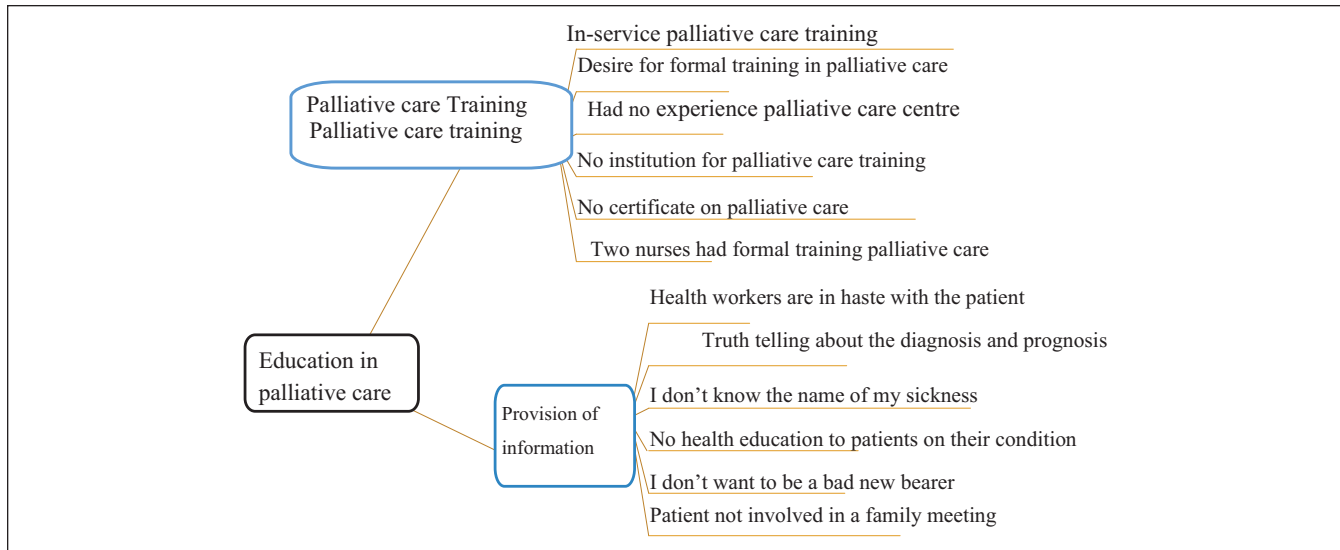 In-service palliative care training
Desire for formal training in palliative care
Palliative care Training
Palliative care training
Had no experience palliative care centre
No institution for palliative care training
No certificate on palliative care
Two nurses had formal training palliative care
Education in
palliative care
Provision of
information
Health workers are in haste with the patient
Truth telling about the diagnosis and prognosis
I don’t know the name of my sickness
No health education to patients on their condition
I don’t want to be a bad new bearer
Patient not involved in a family meeting